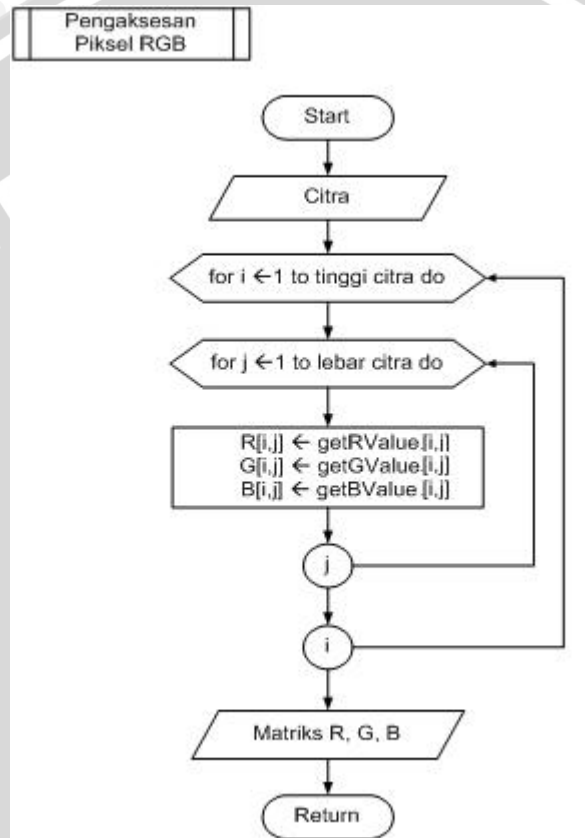 Pengaksesan
Piksel RGB
Start
Citra
for i ←1 to tinggi citra do
for j ←1 to lebar citra do
R[i,j] ← getRValue[i,j]
G[i,j] ← getGValue[i,j]
B[i,j] ← getBValue[i,j]
j
i
Matriks R, G, B
Return